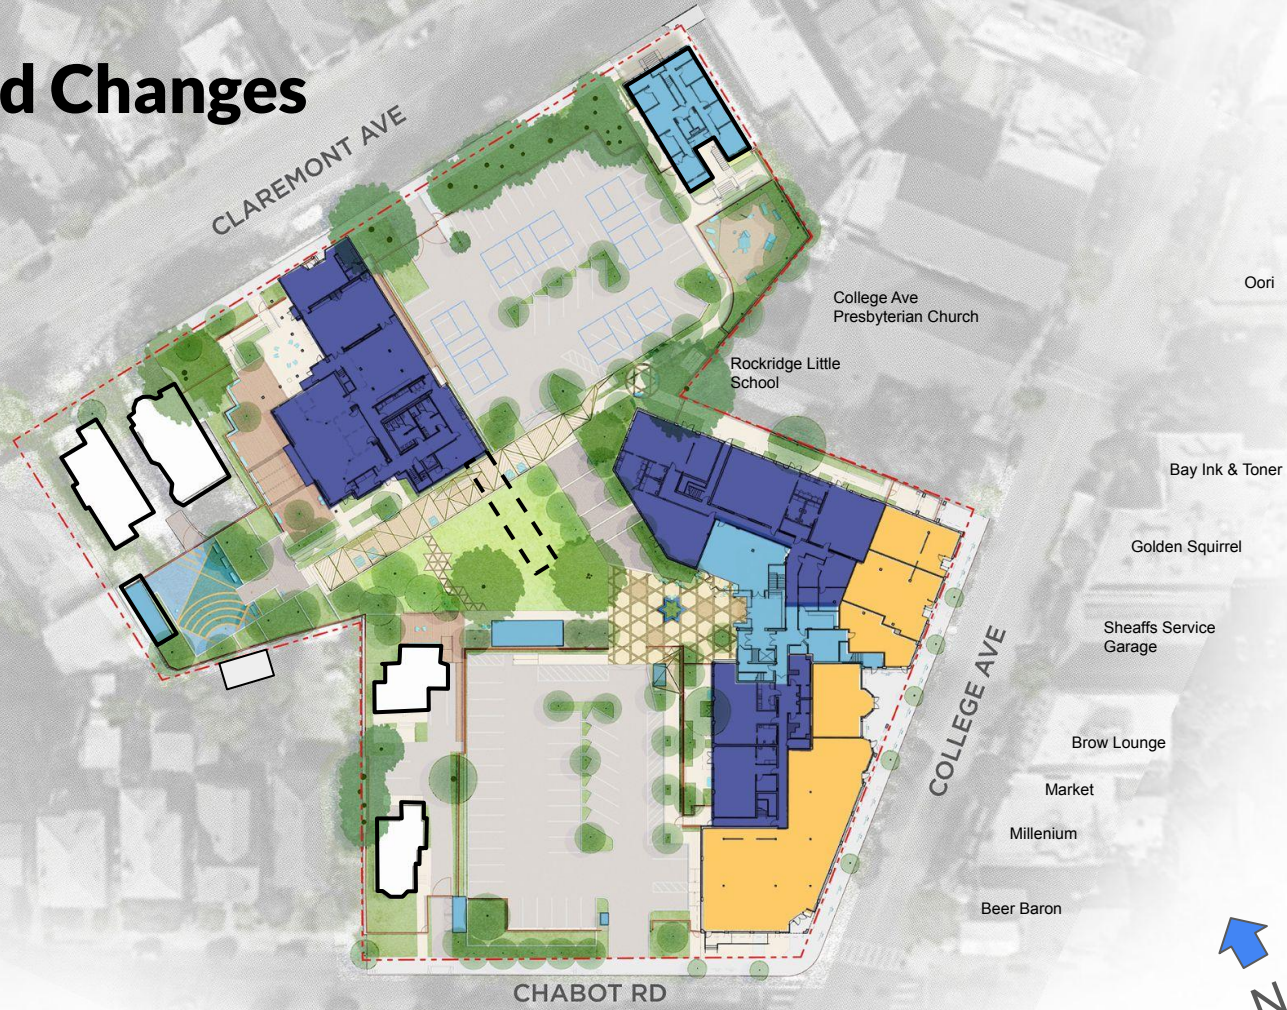 d Changes
CLAREMONT AVE
Oori
College Ave
Presbyterian Church
Rockridge Little
School
Bay Ink & Toner
Golden Squirrel
Sheaffs Service
Garage
COLLEGE AVE
Brow Lounge
Market
Millenium
Beer Baron
CHABOT RD
N